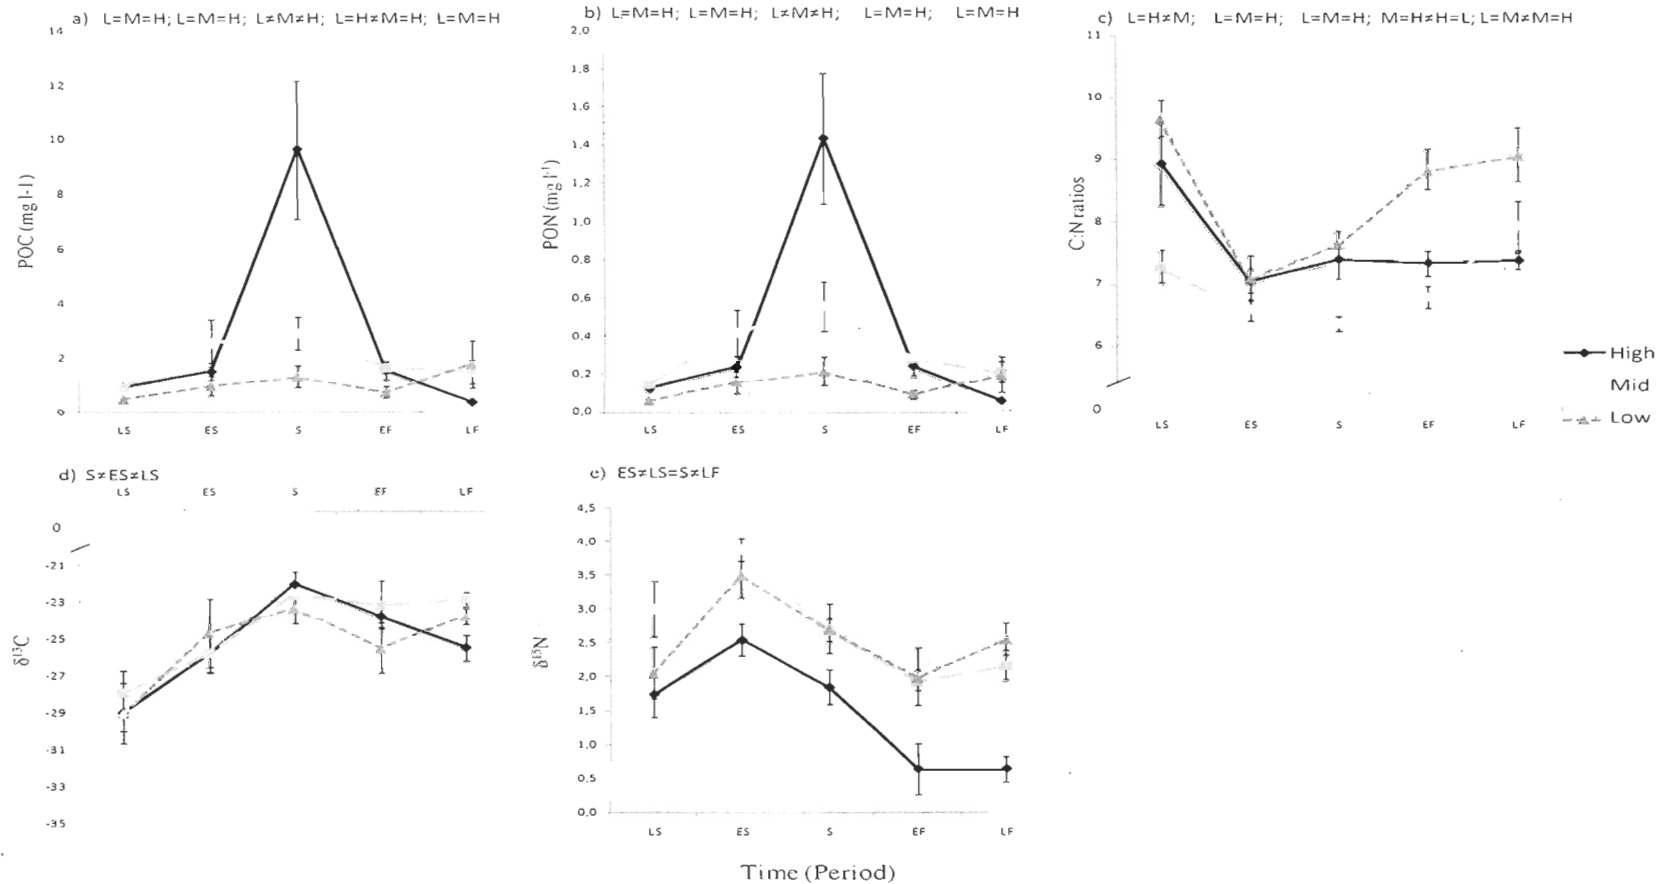 a) L=M=H; L=M=H; L≠M≠H; L=H≠M=H; L=M=H
14
12
10
8
6
4
2
0
POC (mg l-1)
LS ES S EF LF
b) L=M=H; L=M=H; L≠M≠H; L=M=H; L=M=H
2,0
1,8
1,6
1,4
1,2
1,0
0,8
0,6
0,4
0,2
0,0
PON (mg l-1)
LS ES S EF LF
c) L=H≠M; L=M=H; L=M=H; M=H≠H=L; L=M≠M=H
11
10
9
8
7
6
0
C:N ratios
LS ES S EF LF
High
Mid
Low
d) S≠ES≠LS
LS ES S EF LF
0
-21
-23
-25
-27
-29
-31
-33
-35
δ13C
e) ES≠LS=S≠LF
4,5
4,0
3,5
3,0
2,5
2,0
1,5
1,0
0,5
0,0
δ15N
LS ES S EF LF
Time (Period)